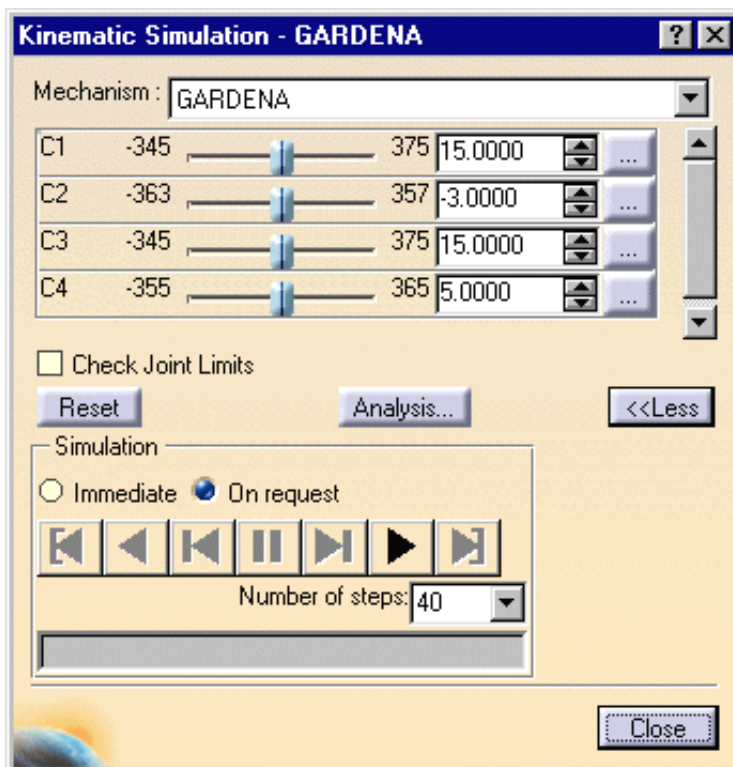 Kinematic Simulation - GARDENA ? X
Mechanism : GARDENA
C1 -345 375 15.0000 ...
C2 -363 357 -3.0000 ...
C3 -345 375 15.0000 ...
C4 -355 365 5.0000 ...
Check Joint Limits
Reset Analysis... <<Less
Simulation
Immediate On request
Number of steps: 40
Close